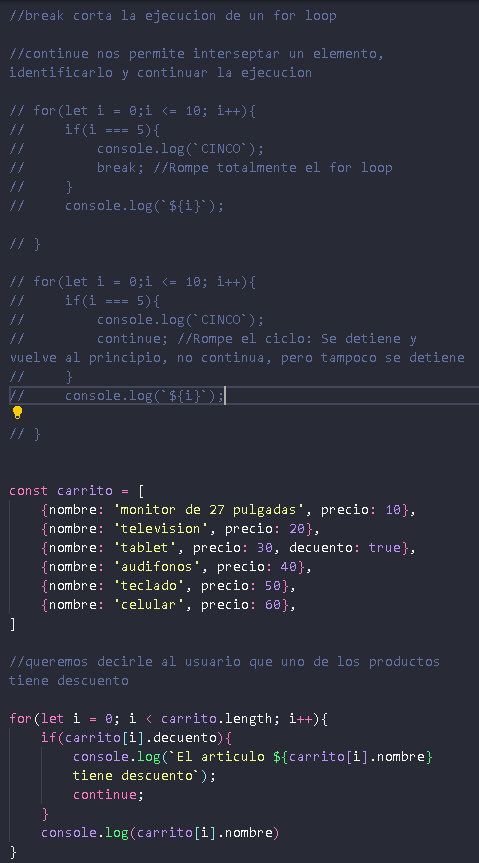 //break corta la ejecucion de un for loop
//continue nos permite interseptar un elemento,
identificarlo y continuar la ejecucion
// for(let i = 0;i <= 10; i++){
//     if(i === 5){
//         console.log(`CINCO`);
//         break; //Rompe totalmente el for loop
//     }
//     console.log(`${i}`);
// }
// for(let i = 0;i <= 10; i++){
//     if(i === 5){
//         console.log(`CINCO`);
//         continue; //Rompe el ciclo: Se detiene y
vuelve al principio, no continua, pero tampoco se detiene
//     }
//     console.log(`${i}`);
// }
const carrito = [
    {nombre: 'monitor de 27 pulgadas', precio: 10},
    {nombre: 'television', precio: 20},
    {nombre: 'tablet', precio: 30, decuento: true},
    {nombre: 'audifonos', precio: 40},
    {nombre: 'teclado', precio: 50},
    {nombre: 'celular', precio: 60},
]
//queremos decirle al usuario que uno de los productos
tiene descuento
for(let i = 0; i < carrito.length; i++){
    if(carrito[i].decuento){
        console.log(`El articulo ${carrito[i].nombre}
        tiene descuento`);
        continue;
    }
    console.log(carrito[i].nombre)
}